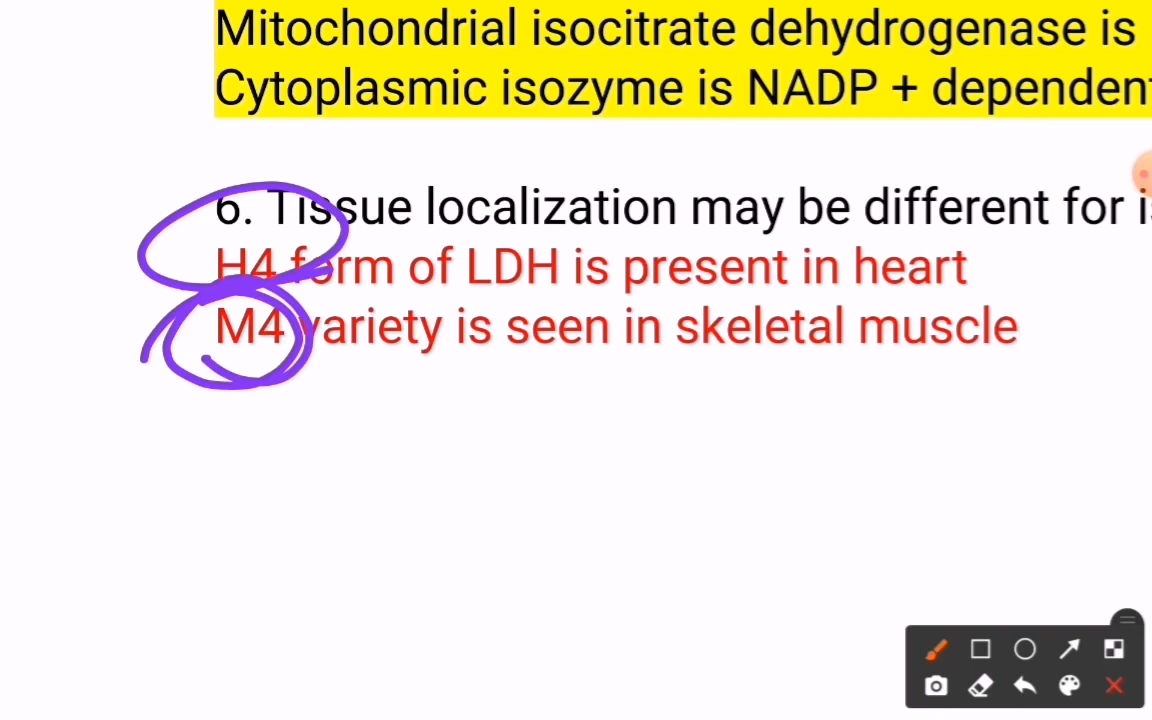 Mitochondrial isocitrate dehydrogenase is
Cytoplasmic isozyme is NADP + dependent
6. Tissue localization may be different for
H4 form of LDH is present in heart
M4 variety is seen in skeletal muscle